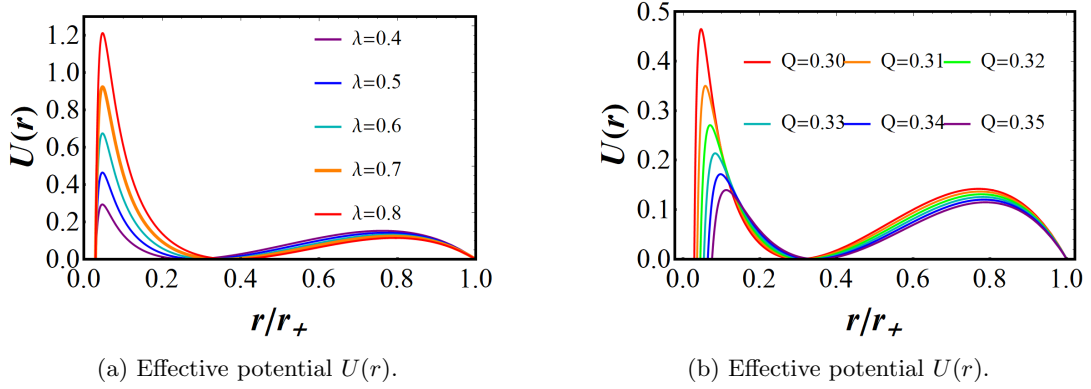 1.2
1.0
0.8
0.6
0.4
0.2
0.0
U(r)
0.0 0.2 0.4 0.6 0.8 1.0
r/r₊
λ=0.4
λ=0.5
λ=0.6
λ=0.7
λ=0.8
(a) Effective potential U(r).
0.5
0.4
0.3
0.2
0.1
0.0
U(r)
0.0 0.2 0.4 0.6 0.8 1.0
r/r₊
Q=0.30 Q=0.31 Q=0.32
Q=0.33 Q=0.34 Q=0.35
(b) Effective potential U(r).